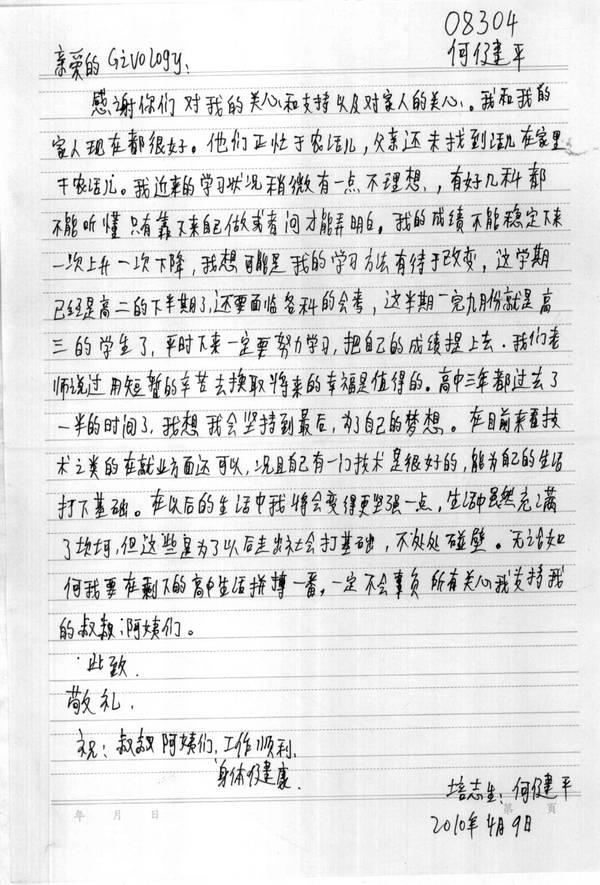 08304
何健平
亲爱的 Givology:
感谢你们对我的关心和支持以及对家人的关心。我和我的
家人现在都很好。他们正忙于农活儿,父亲还未找到活儿在家里
干农活儿。我近来的学习状况稍微有一点不理想,有好几科都
不能听懂只有靠下来自己做或者问才能弄明白。我的成绩不能稳定下来
一次上升一次下降,我想可能是我的学习方法有待于改变,这学期
已经是高二的下半期了,还要面临各科的会考,这半期一完九月份就是高
三的学生了,平时下来一定要努力学习,把自己的成绩提上去.我们老
师说过用短暂的辛苦去换取将来的幸福是值得的。高中三年都过去了
一半的时间了,我想我会坚持到最后,为了自己的梦想。在目前来看技
术之类的在就业方面还可以,况且自己有一门技术是很好的,能为自己的生活
打下基础。在以后的生活中我将会变得更坚强一点,生活中虽然充满
了坎坷,但这些是为了以后走出社会打基础,不处处碰壁。无论如
何我要在剩下的高中生活拼搏一番,一定不会辜负所有关心我支持我
的叔叔阿姨们。
此致
敬礼
祝:叔叔阿姨们,工作顺利,
身体健康.
培志生:何健平
2010年4月9日
年 月 日
第 页